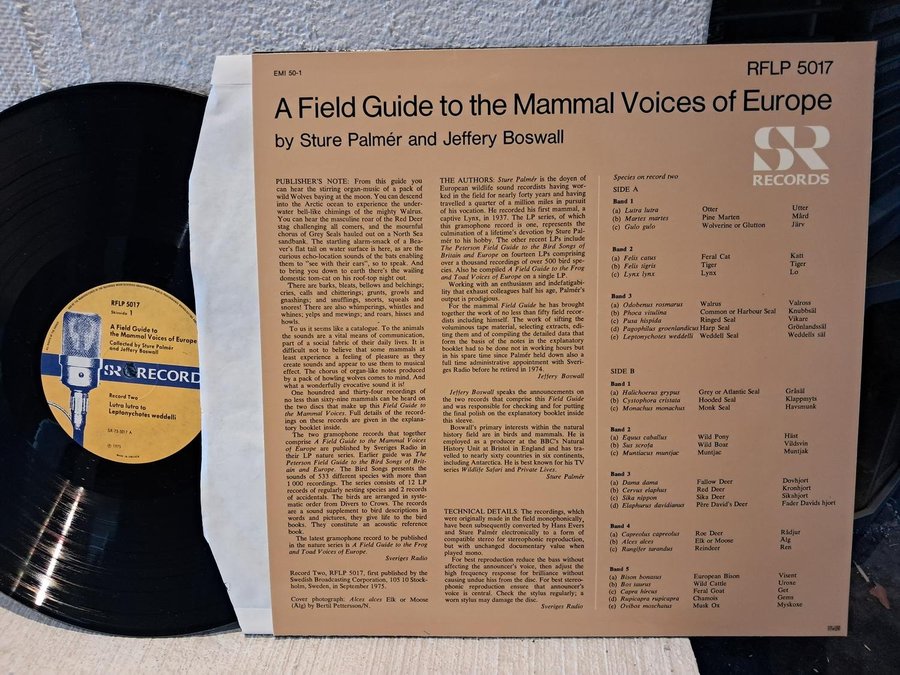 EMI 50-1
RFLP 5017
A Field Guide to the Mammal Voices of Europe
by Sture Palmér and Jeffery Boswall
SR
RECORDS
PUBLISHER'S NOTE: From this guide you
can hear the stirring organ-music of a pack of
wild Wolves baying at the moon. You can descend
into the Arctic ocean to experience the under-
water bell-like chimings of the mighty Walrus.
You can hear the masculine roar of the Red Deer
stag challenging all comers, and the mournful
chorus of Grey Seals hauled out on a North Sea
sandbank. The startling alarm-smack of a Bea-
ver's flat tail on water surface is here, as are the
curious echo-location sounds of the bats enabling
them to "see with their ears", so to speak. And
to bring you down to earth there's the wailing
domestic tom-cat on his roof-top night out.
There are barks, bleats, bellows and belchings;
cries, calls and chitterings; grunts, growls and
gnashings; and snufflings, snorts, squeals and
snores! There are also whimperings, whistles and
whines; yelps and mewings; and roars, hisses and
howls.
To us it seems like a catalogue. To the animals
the sounds are a vital means of communication,
part of a social fabric of their daily lives. It is
difficult not to believe that some mammals at
least experience a feeling of pleasure as they
create sounds and appear to use them to musical
effect. The chorus of organ-like notes produced
by a pack of howling wolves comes to mind. And
what a wonderfully evocative sound it is!
One hundred and thirty-four recordings of
no less than sixty-nine mammals can be heard on
the two discs that make up this Field Guide to
the Mammal Voices. Full details of the record-
ings on these records are given in the explana-
tory booklet inside.
The two gramophone records that together
comprise A Field Guide to the Mammal Voices
of Europe are published by Sveriges Radio in
their LP nature series. Earlier guide was The
Peterson Field Guide to the Bird Songs of Brit-
ain and Europe. The Bird Songs presents the
sounds of 533 different species with more than
1 000 recordings. The series consists of 12 LP
records of regularly nesting species and 2 records
of accidentals. The birds are arranged in syste-
matic order from Divers to Crows. The records
are a sound supplement to bird descriptions in
words and pictures, they give life to the bird
books. They constitute an acoustic reference
book.
The latest gramophone record to be published
in the nature series is A Field Guide to the Frog
and Toad Voices of Europe.
Sveriges Radio
Record Two, RFLP 5017, first published by the
Swedish Broadcasting Corporation, 105 10 Stock-
holm, Sweden, in September 1975.
Cover photograph: Alces alces Elk or Moose
(Älg) by Bertil Pettersson/N.
THE AUTHORS: Sture Palmér is the doyen of
European wildlife sound recordists having wor-
ked in the field for nearly forty years and having
travelled a quarter of a million miles in pursuit
of his vocation. He recorded his first mammal, a
captive Lynx, in 1937. The LP series, of which
this gramophone record is one, represents the
culmination of a lifetime's devotion by Sture Pal-
mér to his hobby. The other recent LPs include
The Peterson Field Guide to the Bird Songs of
Britain and Europe on fourteen LPs comprising
over a thousand recordings of over 500 bird spe-
cies. Also he compiled A Field Guide to the Frog
and Toad Voices of Europe on a single LP.
Working with an enthusiasm and indefatigabi-
lity that exhaust colleagues half his age, Palmér's
output is prodigious.
For the mammal Field Guide he has brought
together the work of no less than fifty field recor-
dists including himself. The work of sifting the
voluminous tape material, selecting extracts, edi-
ting them and of compiling the detailed data that
form the basis of the notes in the explanatory
booklet had to be done not in working hours but
in his spare time since Palmér held down also a
full time administrative appointment with Sveri-
ges Radio before he retired in 1974.
Jeffery Boswall
Jeffery Boswall speaks the announcements on
the two records that comprise this Field Guide
and was responsible for checking and for putting
the final polish on the explanatory booklet inside
this sleeve.
Boswall's primary interests within the natural
history field are in birds and mammals. He is
employed as a producer at the BBC's Natural
History Unit at Bristol in England and has tra-
velled to nearly sixty countries in six continents,
including Antarctica. He is best known for his TV
series Wildlife Safari and Private Lives.
Sture Palmér
TECHNICAL DETAILS: The recordings, which
were originally made in the field monophonically,
have been subsequently converted by Hans Evers
and Sture Palmér electronically to a form of
compatible stereo for stereophonic reproduction,
but with unchanged documentary value when
played mono.
For best reproduction reduce the bass without
affecting the announcer's voice, then adjust the
high frequency response for brilliance without
causing undue hiss from the disc. For best stereo-
phonic reproduction ensure that announcer's
voice is central. Check the stylus regularly; a
worn stylus may damage the disc.
Sveriges Radio
Species on record two
SIDE A
Band 1
(a) Lutra lutra Otter Utter
(b) Martes martes Pine Marten Mård
(c) Gulo gulo Wolverine or Glutton Järv
Band 2
(a) Felis catus Feral Cat Katt
(b) Felis tigris Tiger Tiger
(c) Lynx lynx Lynx Lo
Band 3
(a) Odobenus rosmarus Walrus Valross
(b) Phoca vitulina Common or Harbour Seal Knubbsäl
(c) Pusa hispida Ringed Seal Vikare
(d) Pagophilus groenlandicus Harp Seal Grönlandssäl
(e) Leptonychotes weddelli Weddell Seal Weddells säl
SIDE B
Band 1
(a) Halichoerus grypus Grey or Atlantic Seal Gråsäl
(b) Cystophora cristata Hooded Seal Klappmyts
(c) Monachus monachus Monk Seal Havsmunk
Band 2
(a) Equus caballus Wild Pony Häst
(b) Sus scrofa Wild Boar Vildsvin
(c) Muntiacus muntjac Muntjac Muntjak
Band 3
(a) Dama dama Fallow Deer Dovhjort
(b) Cervus elaphus Red Deer Kronhjort
(c) Sika nippon Sika Deer Sikahjort
(d) Elaphurus davidianus Père David's Deer Fader Davids hjort
Band 4
(a) Capreolus capreolus Roe Deer Rådjur
(b) Alces alces Elk or Moose Älg
(c) Rangifer tarandus Reindeer Ren
Band 5
(a) Bison bonasus European Bison Visent
(b) Bos taurus Wild Cattle Urose
(c) Capra hircus Feral Goat Get
(d) Rupicapra rupicapra Chamois Gems
(e) Ovibos moschatus Musk Ox Myskoxe
RFLP 5017
Skivsida 1
A Field Guide to
the Mammal Voices of Europe
Collected by Sture Palmér
and Jeffery Boswall
SR RECORD
Record Two
Lutra lutra to
Leptonychotes weddelli
SR-75-501 A
Ⓟ 1975
MADE IN SWEDEN